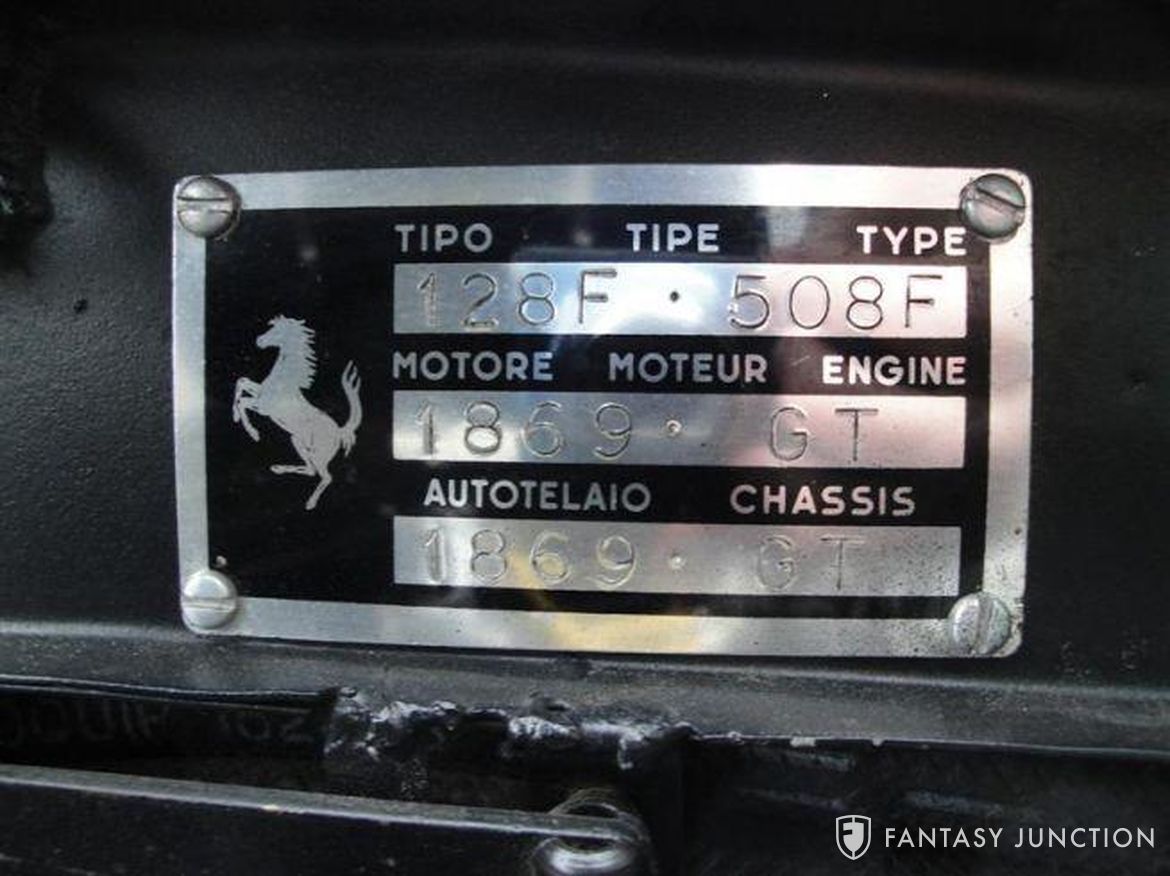 TIPO TIPE TYPE
128F · 508F
MOTORE MOTEUR ENGINE
1869 · GT
AUTOTELAIO CHASSIS
1869 · GT
FANTASY JUNCTION